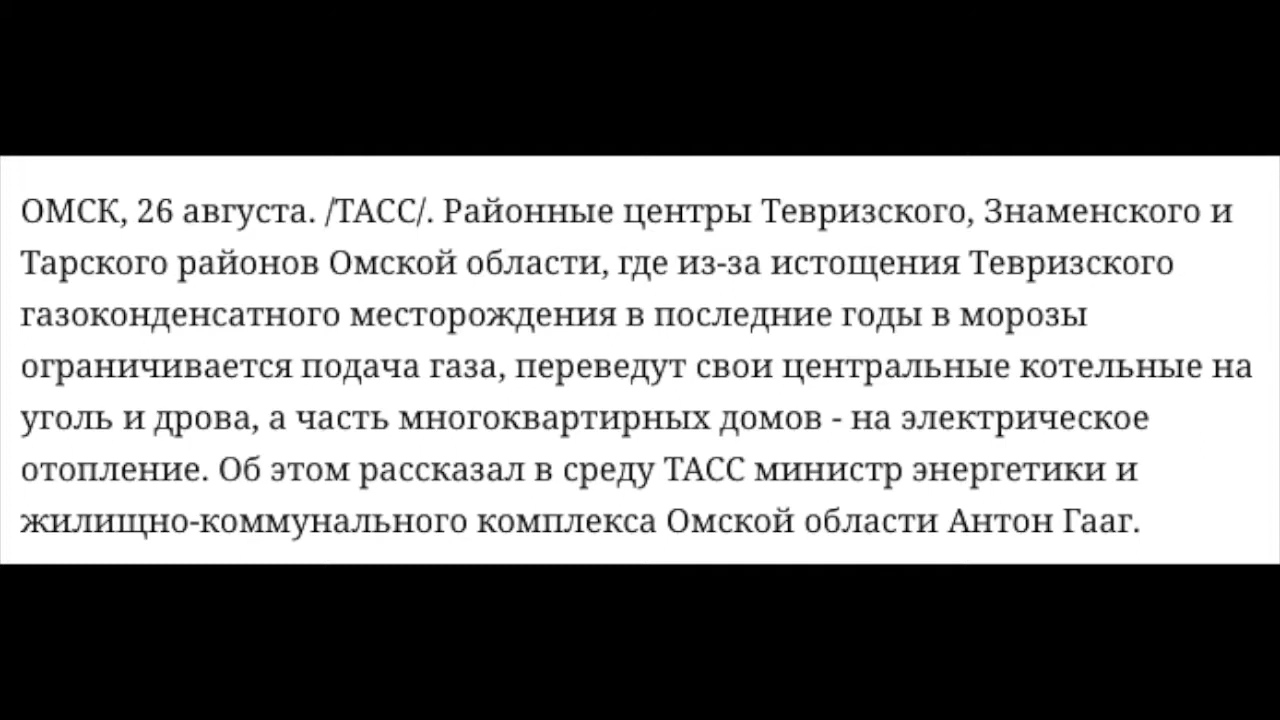 ОМСК, 26 августа. /ТАСС/. Районные центры Тевризского, Знаменского и
Тарского районов Омской области, где из-за истощения Тевризского
газоконденсатного месторождения в последние годы в морозы
ограничивается подача газа, переведут свои центральные котельные на
уголь и дрова, а часть многоквартирных домов - на электрическое
отопление. Об этом рассказал в среду ТАСС министр энергетики и
жилищно-коммунального комплекса Омской области Антон Гааг.